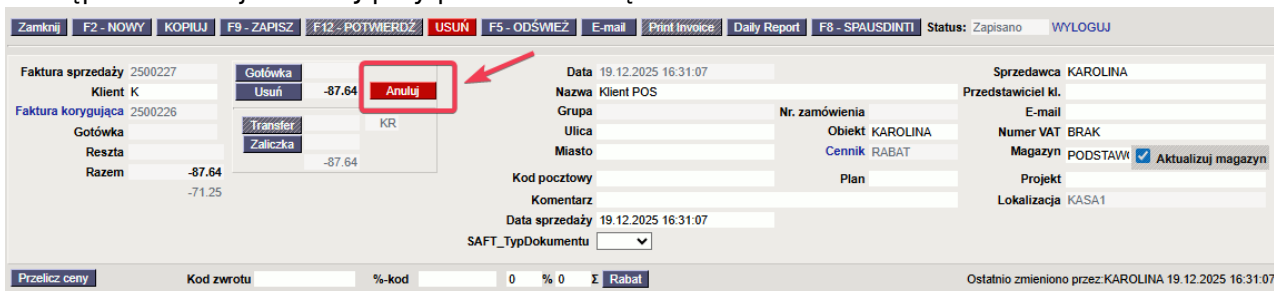 Zamknij F2 - NOWY KOPIUJ F9 - ZAPISZ F12 - POTWIERDŹ USUŃ F5 - ODŚWIEŻ E-mail Print Invoice Daily Report F8 - SPAUSDINTI Status: Zapisano WYLOGUJ
Faktura sprzedaży 2500227 Gotówka Data 19.12.2025 16:31:07 Sprzedawca KAROLINA
Klient K Usuń -87.64 Anuluj Nazwa Klient POS Przedstawiciel kl.
Faktura korygująca 2500226 Grupa Nr. zamówienia E-mail
Gotówka Transfer KR Ulica Obiekt KAROLINA Numer VAT BRAK
Reszta Zaliczka Miasto Cennik RABAT Magazyn PODSTAW Aktualizuj magazyn
Razem -87.64 -87.64 Kod pocztowy Plan Projekt
-71.25 Komentarz Lokalizacja KASA1
Data sprzedaży 19.12.2025 16:31:07
SAFT_TypDokumentu
Przelicz ceny Kod zwrotu %-kod 0 % 0 Σ Rabat Ostatnio zmieniono przez:KAROLINA 19.12.2025 16:31:07